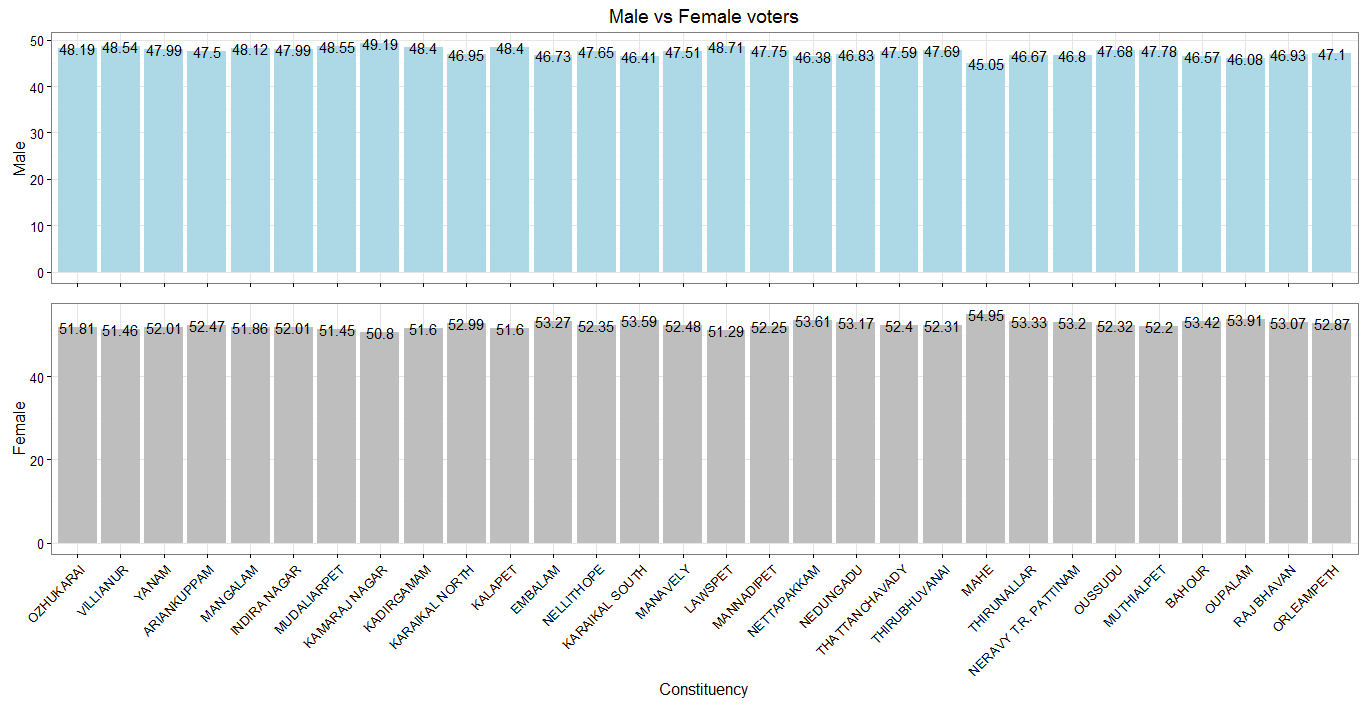 Male vs Female voters
50
40
30
20
10
0
Male
48.19 48.54 47.99 47.5 48.12 47.99 48.55 49.19 48.4 46.95 48.4 46.73 47.65 46.41 47.51 48.71 47.75 46.38 46.83 47.59 47.69 45.05 46.67 46.8 47.68 47.78 46.57 46.08 46.93 47.1
40
20
0
Female
51.81 51.46 52.01 52.47 51.86 52.01 51.45 50.8 51.6 52.99 51.6 53.27 52.35 53.59 52.48 51.29 52.25 53.61 53.17 52.4 52.31 54.95 53.33 53.2 52.32 52.2 53.42 53.91 53.07 52.87
OZHUKARAI
VILLIANUR
YANAM
ARIANKUPPAM
MANGALAM
INDIRA NAGAR
MUDALIARPET
KAMARAJ NAGAR
KADIRGAMAM
KARAIKAL NORTH
KALAPET
EMBALAM
NELLITHOPE
KARAIKAL SOUTH
MANAVELY
LAWSPET
MANNADIPET
NETTAPAKKAM
NEDUNGADU
THATTANCHAVADY
THIRUBHUVANAI
MAHE
THIRUNALLAR
NERAVY T.R. PATTINAM
OUSSUDU
MUTHIALPET
BAHOUR
OUPALAM
RAJ BHAVAN
ORLEAMPETH
Constituency